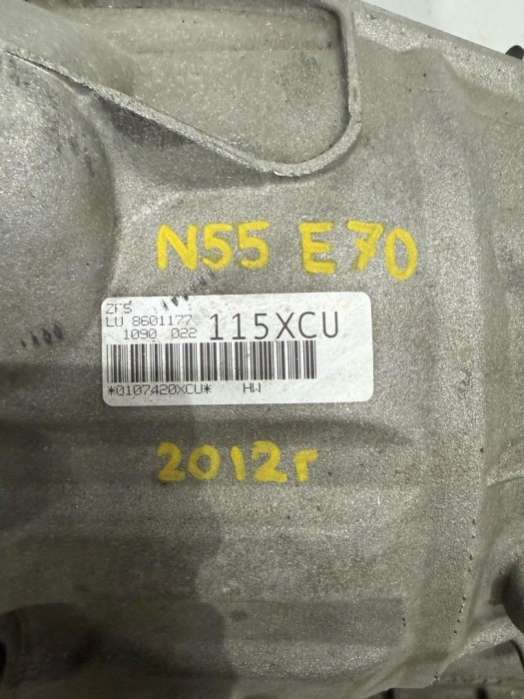 N55 E70
ZFS
LU 8601177
1090 022
115XCU
*0107420XCU* HW
2012г